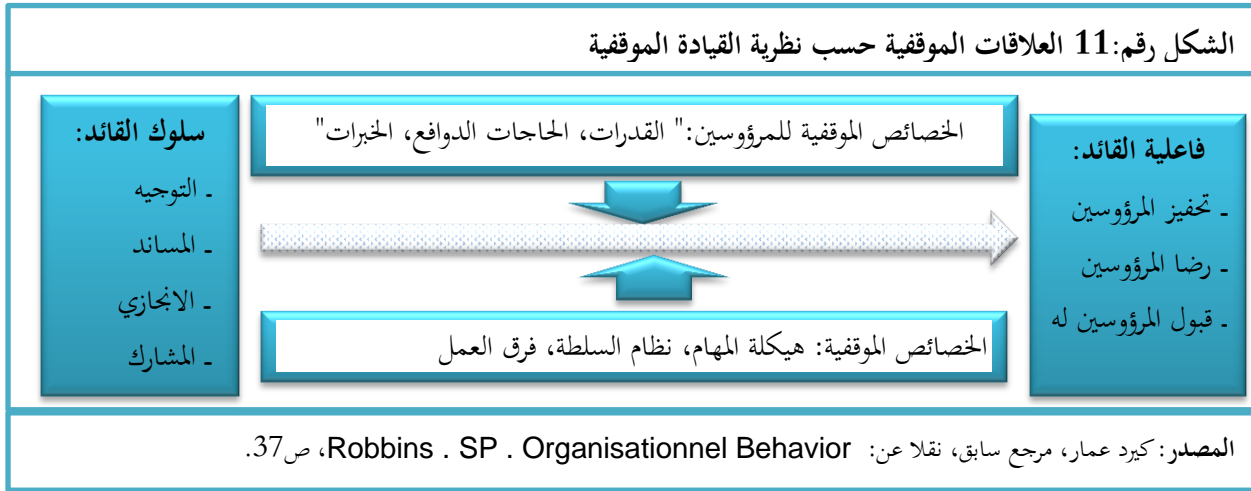 الشكل رقم:11 العلاقات الموقفية حسب نظرية القيادة الموقفية
فاعلية القائد:
ـ تحفيز المرؤوسين
ـ رضا المرؤوسين
ـ قبول المرؤوسين له
الخصائص الموقفية للمرؤوسين:" القدرات، الحاجات الدوافع، الخبرات"
الخصائص الموقفية: هيكلة المهام، نظام السلطة، فرق العمل
سلوك القائد:
ـ التوجيه
ـ المساند
ـ الانجازي
ـ المشارك
المصدر: كيرد عمار، مرجع سابق، نقلا عن: Robbins . SP . Organisationnel Behavior، ص37.